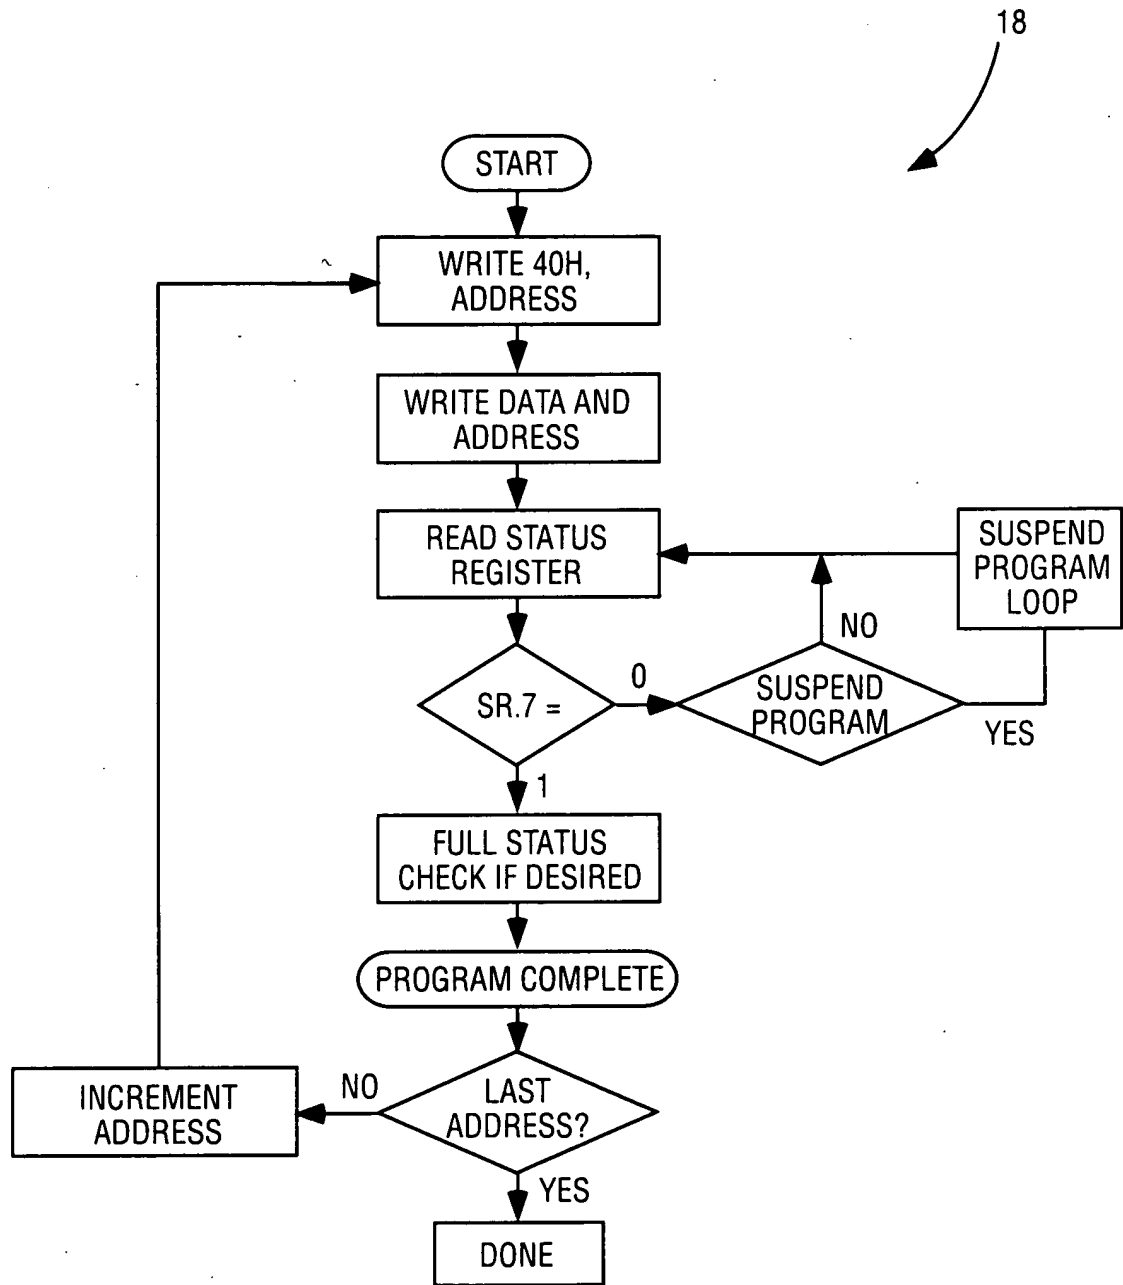 18
START
WRITE 40H,
ADDRESS
WRITE DATA AND
ADDRESS
READ STATUS
REGISTER
SUSPEND
PROGRAM
LOOP
NO
SR.7 =
0
SUSPEND
PROGRAM
YES
1
FULL STATUS
CHECK IF DESIRED
PROGRAM COMPLETE
LAST
ADDRESS?
NO
INCREMENT
ADDRESS
YES
DONE